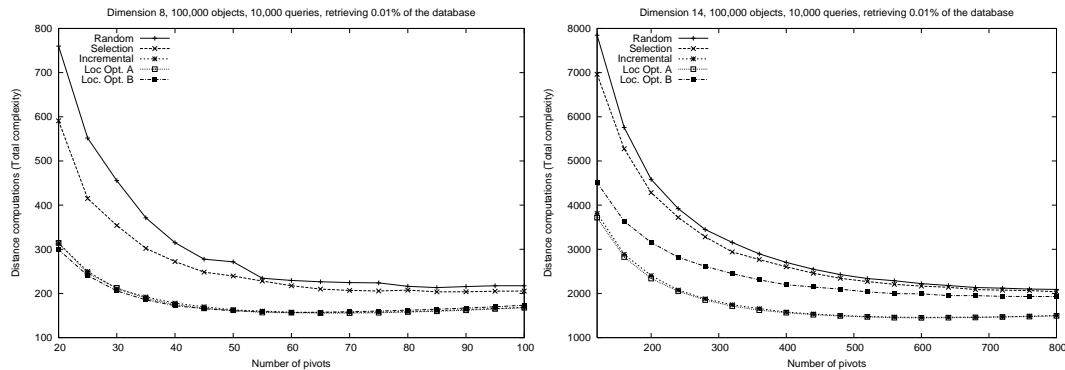 Dimension 8, 100,000 objects, 10,000 queries, retrieving 0.01% of the database
Distance computations (Total complexity)
800
700
600
500
400
300
200
100
Random
Selection
Incremental
Loc Opt. A
Loc. Opt. B
20 30 40 50 60 70 80 90 100
Number of pivots
Dimension 14, 100,000 objects, 10,000 queries, retrieving 0.01% of the database
Distance computations (Total complexity)
8000
7000
6000
5000
4000
3000
2000
1000
Random
Selection
Incremental
Loc Opt. A
Loc. Opt. B
200 300 400 500 600 700 800
Number of pivots